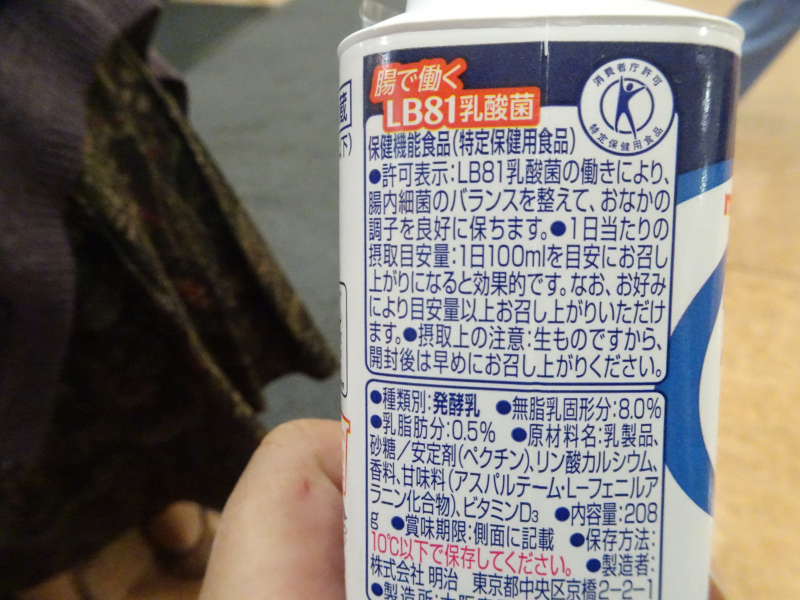 腸で働く
LB81乳酸菌
消費者庁許可
特定保健用食品
保健機能食品(特定保健用食品)
●許可表示:LB81乳酸菌の働きにより、
腸内細菌のバランスを整えて、おなかの
調子を良好に保ちます。●1日当たりの
摂取目安量:1日100mlを目安にお召し
上がりになると効果的です。なお、お好み
により目安量以上お召し上がりいただけ
ます。●摂取上の注意:生ものですから、
開封後は早めにお召し上がりください。
●種類別:発酵乳 ●無脂乳固形分:8.0%
●乳脂肪分:0.5% ●原材料名:乳製品、
砂糖/安定剤(ペクチン)、リン酸カルシウム、
香料、甘味料(アスパルテーム・L-フェニルア
ラニン化合物)、ビタミンD₃ ●内容量:208
g ●賞味期限:側面に記載 ●保存方法:
10℃以下で保存してください。 ●製造者:
株式会社 明治 東京都中央区京橋2-2-1
蔵
下)